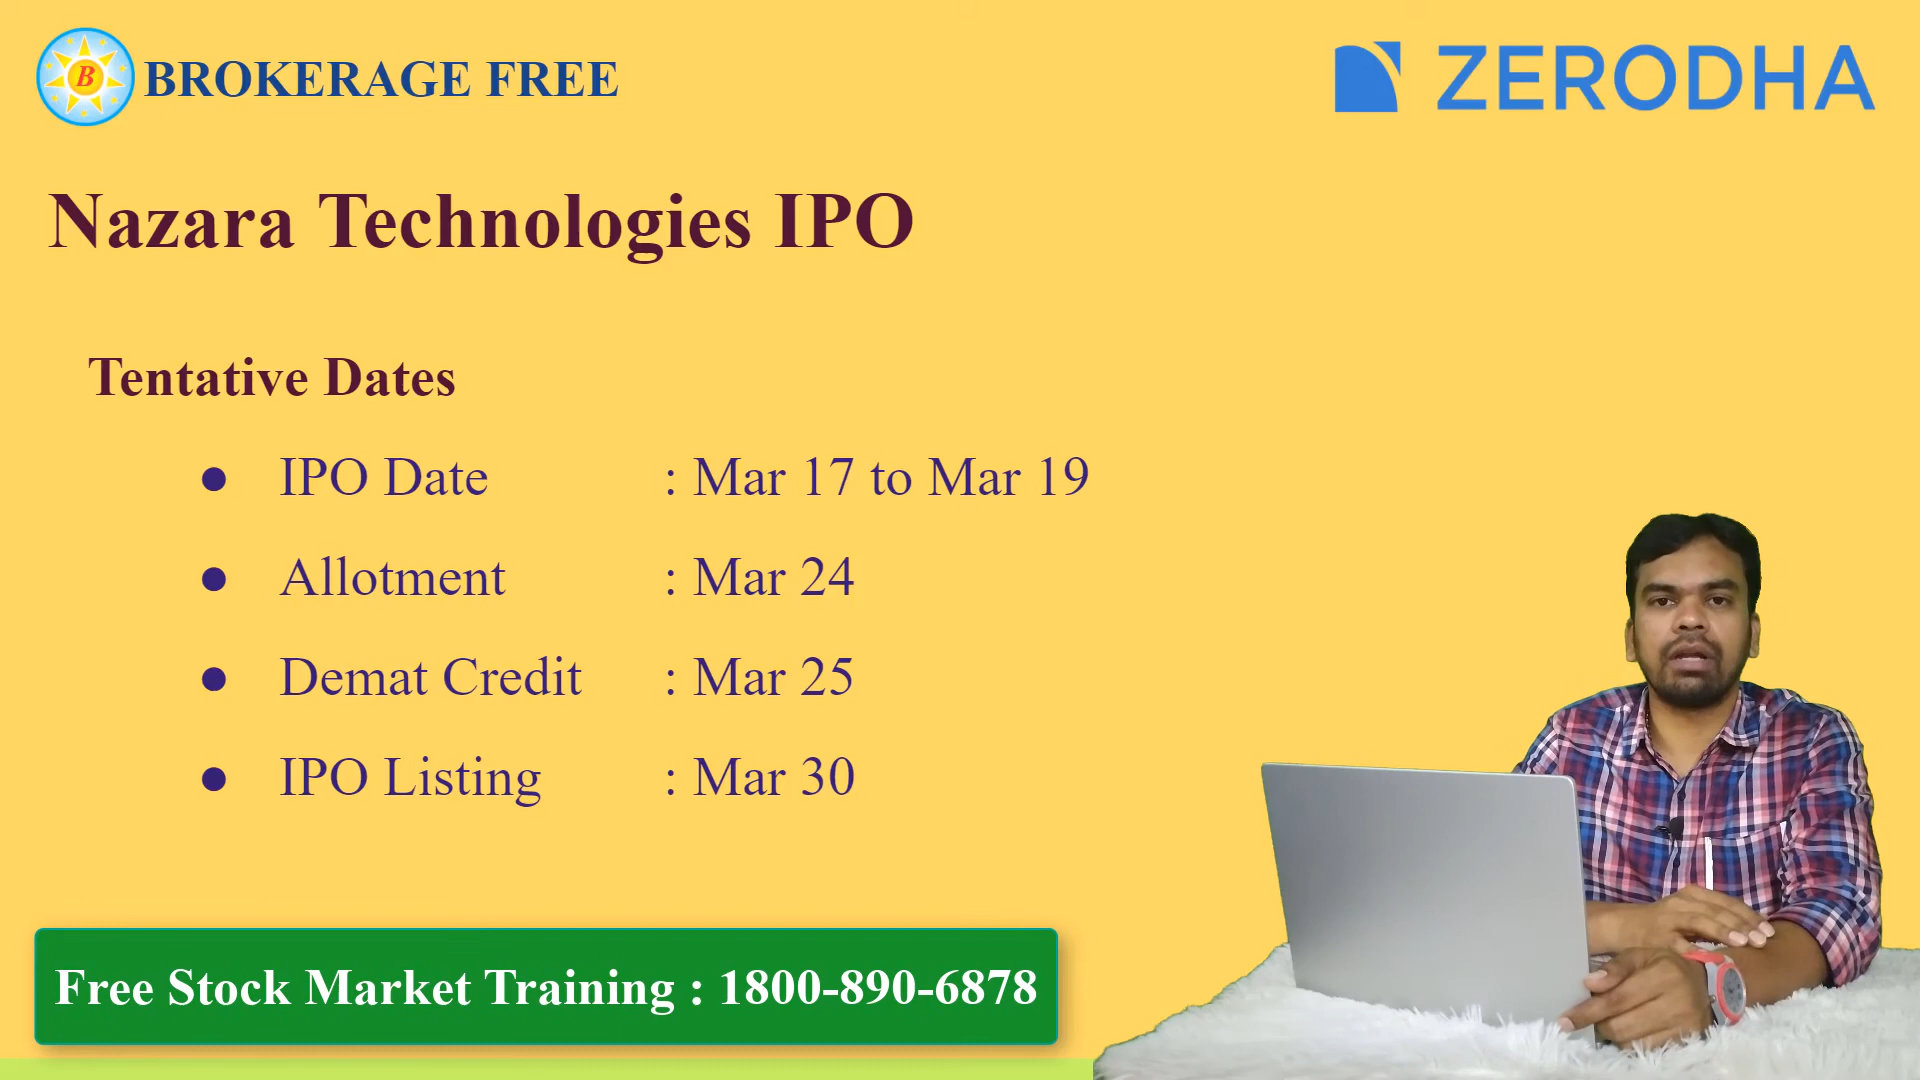 B BROKERAGE FREE
ZERODHA
Nazara Technologies IPO
Tentative Dates
● IPO Date : Mar 17 to Mar 19
● Allotment : Mar 24
● Demat Credit : Mar 25
● IPO Listing : Mar 30
Free Stock Market Training : 1800-890-6878